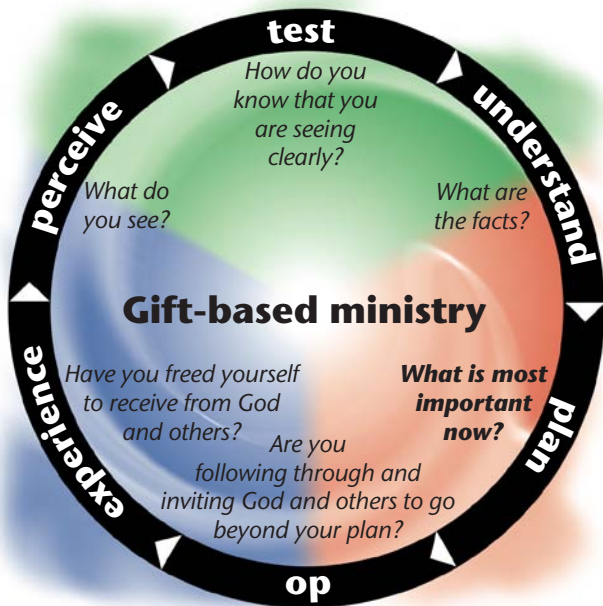 test
understand
plan
do
experience
perceive
How do you
know that you
are seeing
clearly?
What do
you see?
What are
the facts?
Gift-based ministry
Have you freed yourself
to receive from God
and others?
What is most
important
now?
Are you
following through and
inviting God and others to go
beyond your plan?